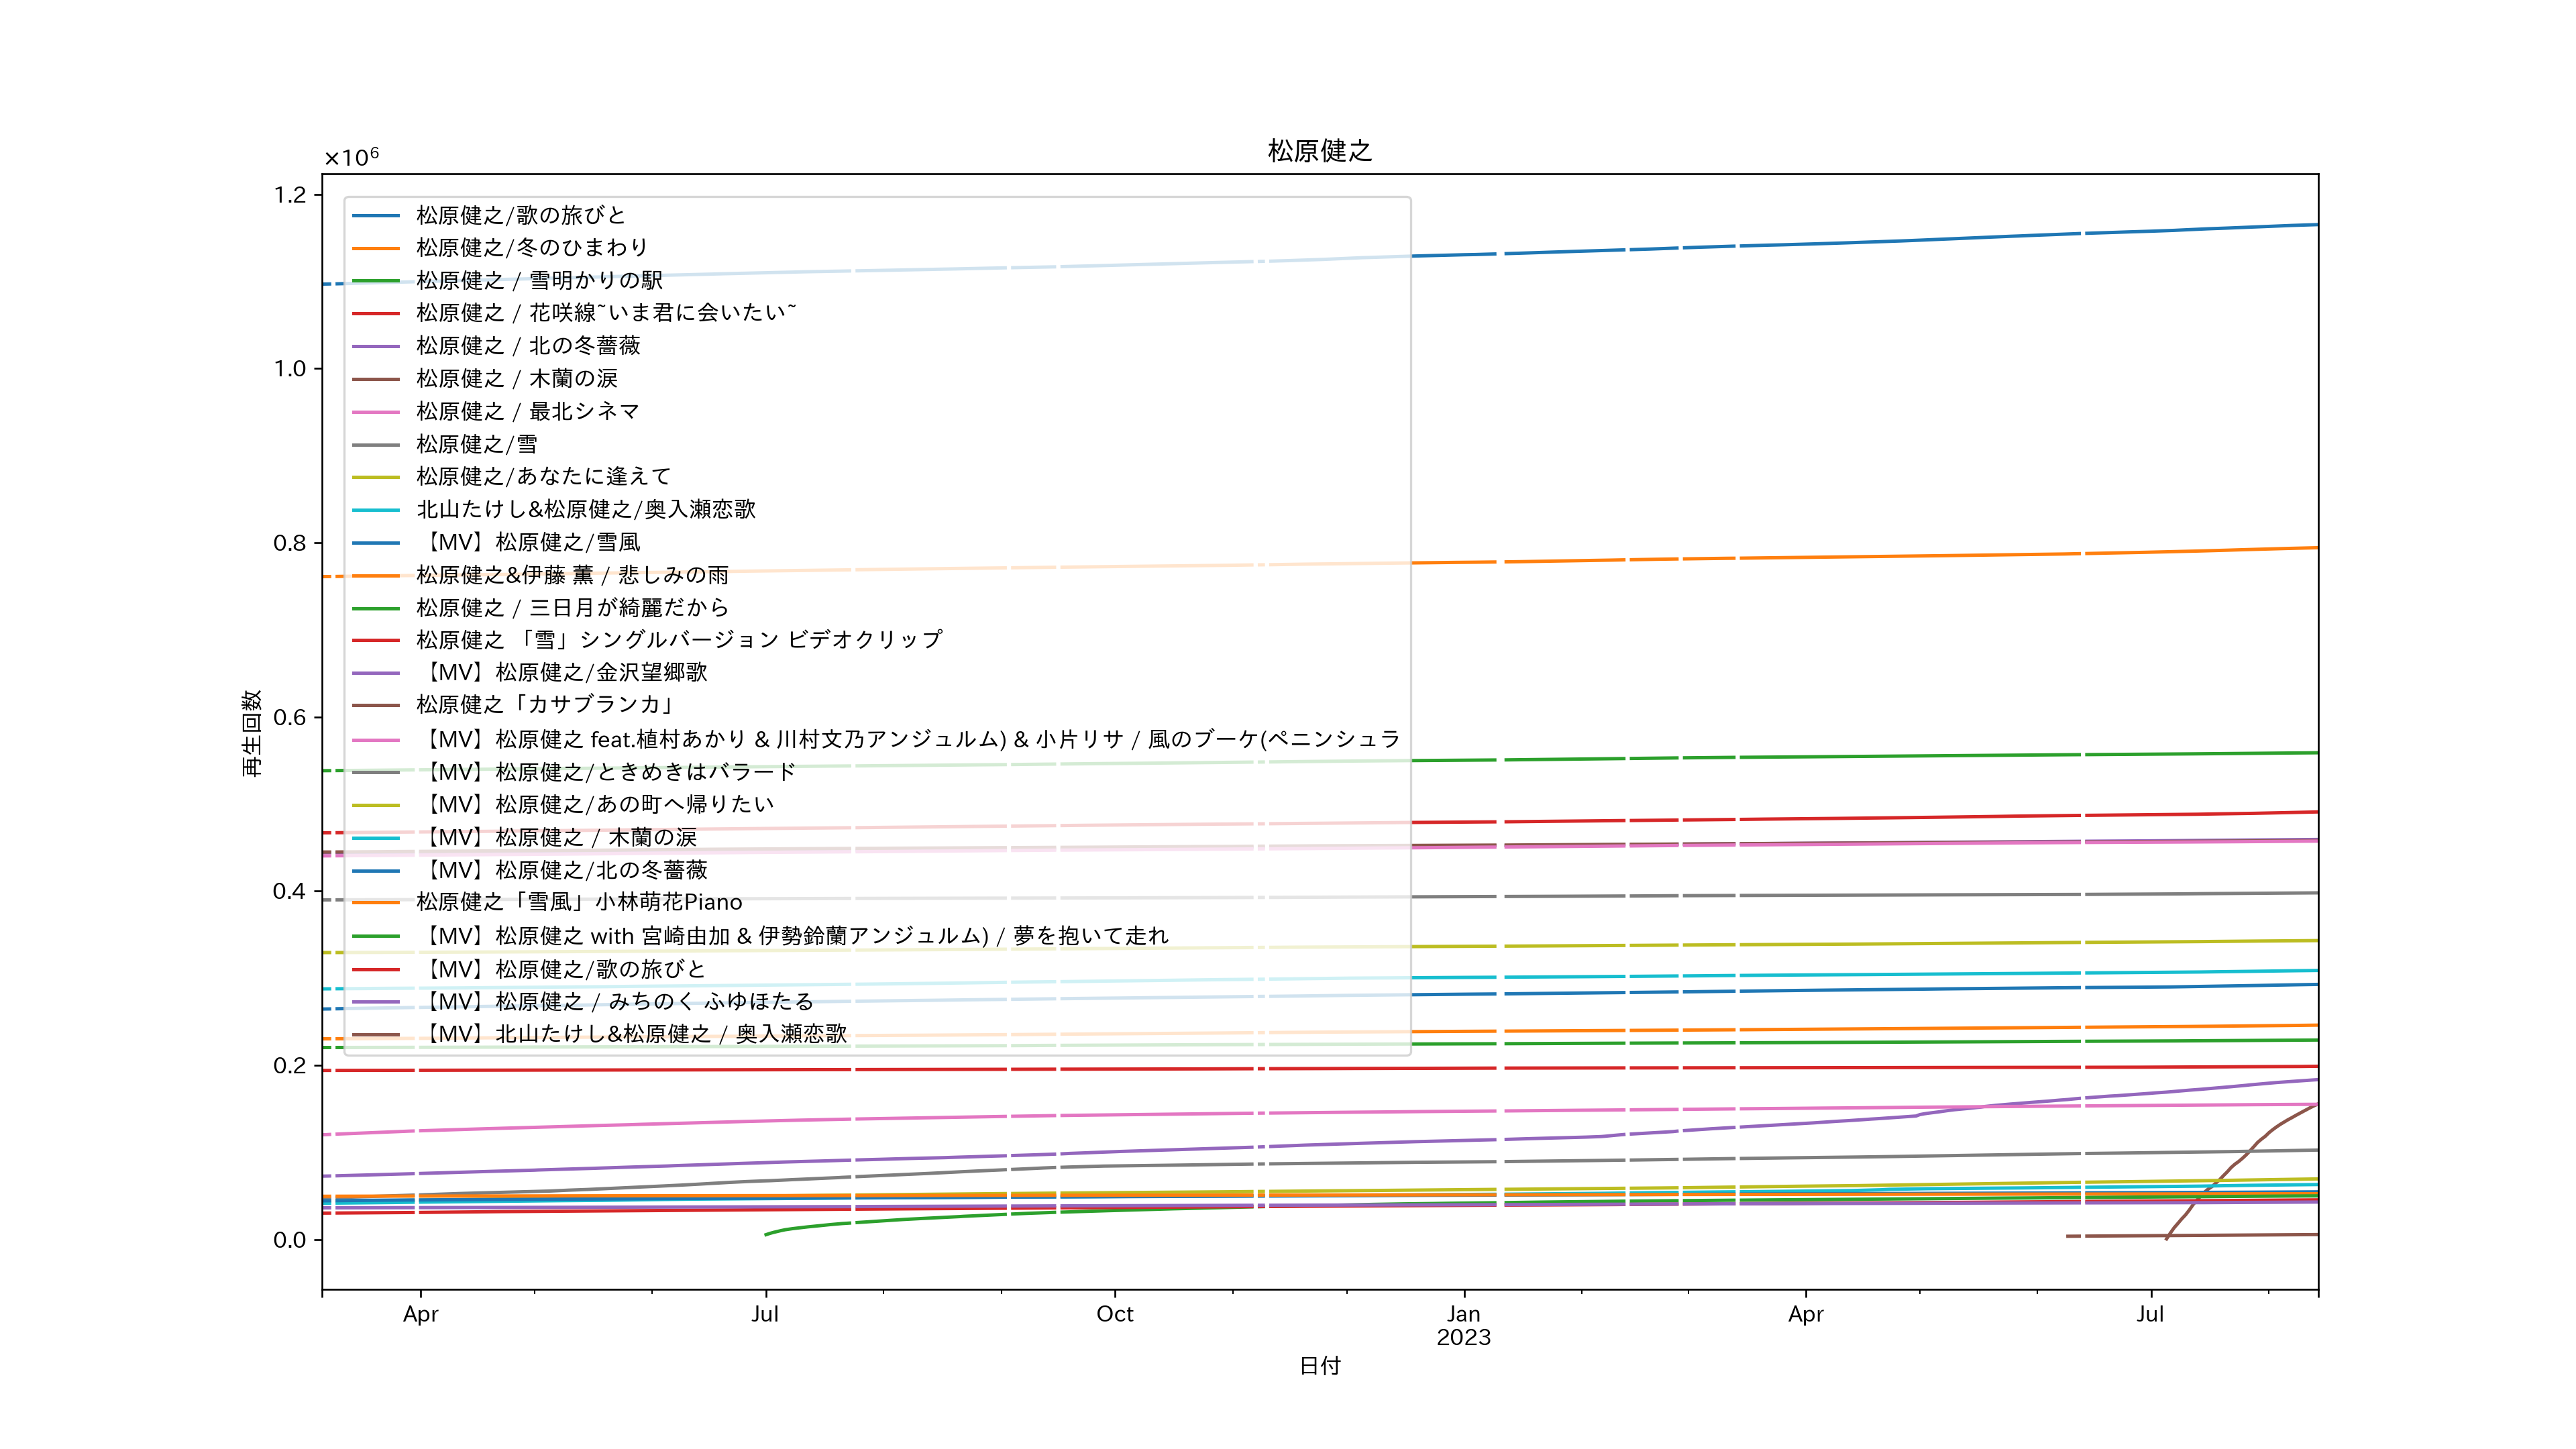 松原健之
×10⁶
1.2
1.0
0.8
0.6
0.4
0.2
0.0
再生回数
松原健之/歌の旅びと
松原健之/冬のひまわり
松原健之 / 雪明かりの駅
松原健之 / 花咲線~いま君に会いたい~
松原健之 / 北の冬薔薇
松原健之 / 木蘭の涙
松原健之 / 最北シネマ
松原健之/雪
松原健之/あなたに逢えて
北山たけし&松原健之/奥入瀬恋歌
【MV】松原健之/雪風
松原健之&伊藤 薫 / 悲しみの雨
松原健之 / 三日月が綺麗だから
松原健之 「雪」シングルバージョン ビデオクリップ
【MV】松原健之/金沢望郷歌
松原健之「カサブランカ」
【MV】松原健之 feat.植村あかり & 川村文乃アンジュルム) & 小片リサ / 風のブーケ(ペニンシュラ
【MV】松原健之/ときめきはバラード
【MV】松原健之/あの町へ帰りたい
【MV】松原健之 / 木蘭の涙
【MV】松原健之/北の冬薔薇
松原健之「雪風」小林萌花Piano
【MV】松原健之 with 宮崎由加 & 伊勢鈴蘭アンジュルム) / 夢を抱いて走れ
【MV】松原健之/歌の旅びと
【MV】松原健之 / みちのく ふゆほたる
【MV】北山たけし&松原健之 / 奥入瀬恋歌
Apr
Jul
Oct
Jan
2023
Apr
Jul
日付